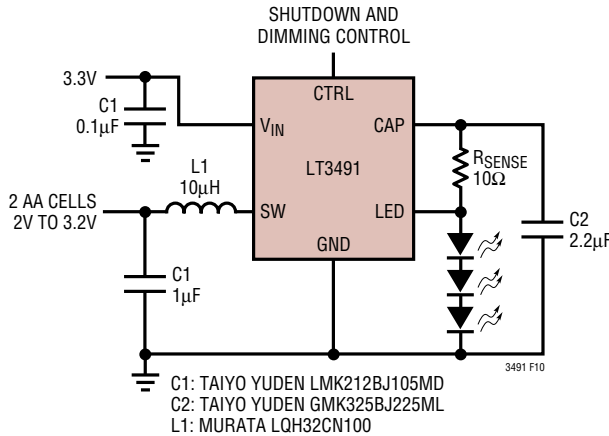 SHUTDOWN AND
DIMMING CONTROL
3.3V
C1
0.1µF
CTRL
VIN
CAP
LT3491
RSENSE
10Ω
L1
10µH
2 AA CELLS
2V TO 3.2V
SW
LED
GND
C2
2.2µF
C1
1µF
3491 F10
C1: TAIYO YUDEN LMK212BJ105MD
C2: TAIYO YUDEN GMK325BJ225ML
L1: MURATA LQH32CN100